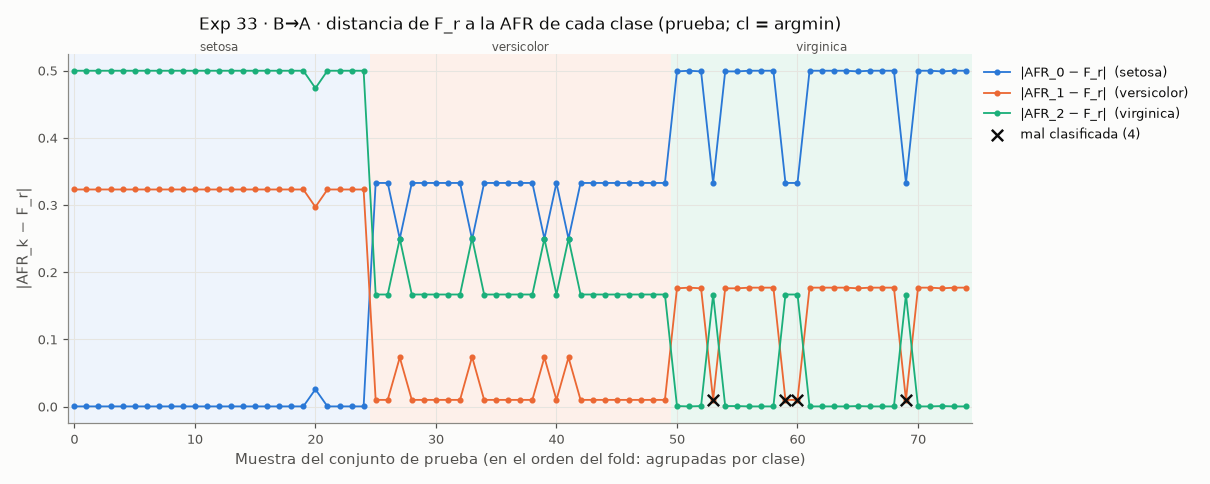 Exp 33 · B→A · distancia de F_r a la AFR de cada clase (prueba; cl = argmin)
setosa versicolor virginica
|AFR_0 − F_r| (setosa)
|AFR_1 − F_r| (versicolor)
|AFR_2 − F_r| (virginica)
mal clasificada (4)
|AFR_k − F_r|
0.5
0.4
0.3
0.2
0.1
0.0
0 10 20 30 40 50 60 70
Muestra del conjunto de prueba (en el orden del fold: agrupadas por clase)